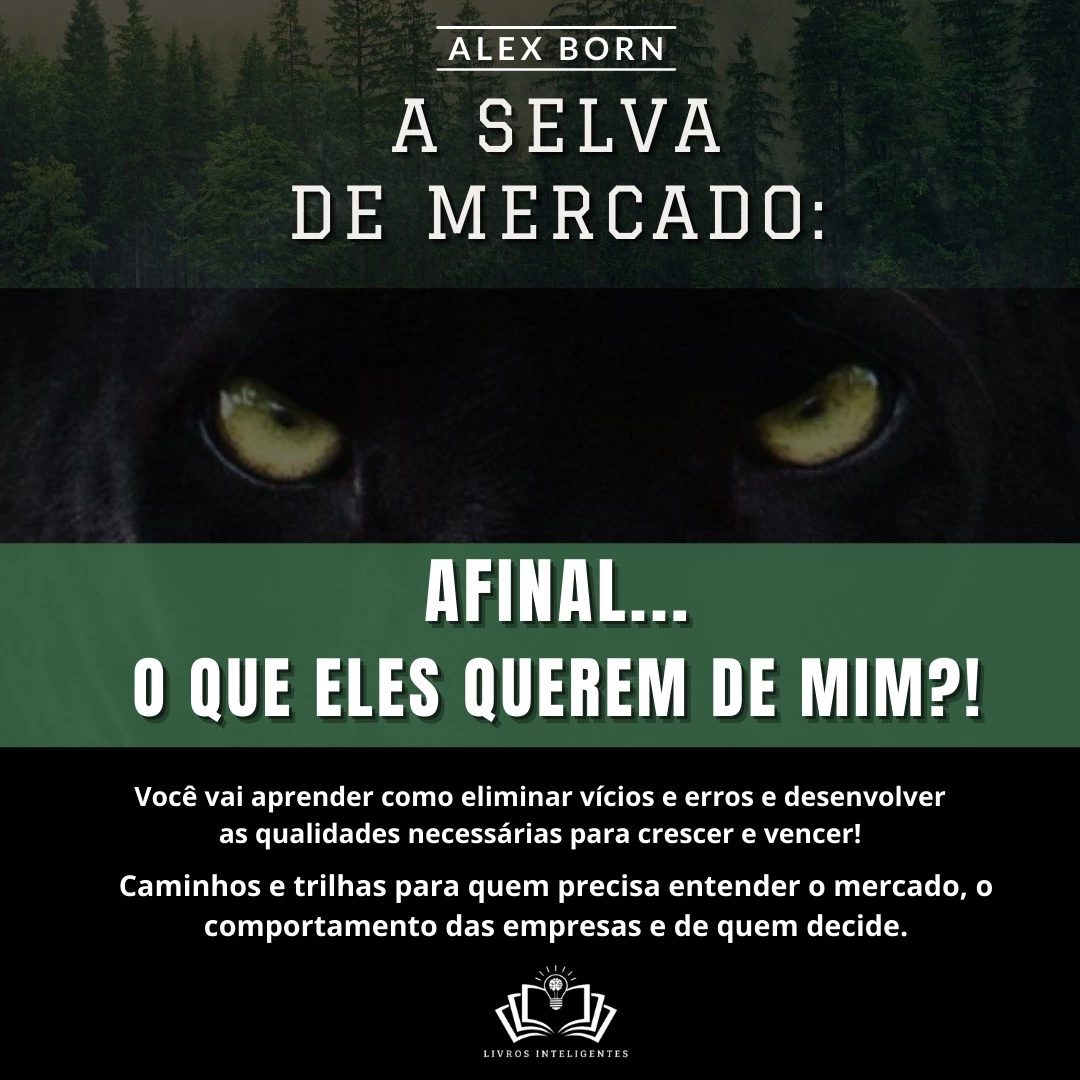 ALEX BORN
A SELVA
DE MERCADO:
AFINAL...
O QUE ELES QUEREM DE MIM?!
Você vai aprender como eliminar vícios e erros e desenvolver
as qualidades necessárias para crescer e vencer!
Caminhos e trilhas para quem precisa entender o mercado, o
comportamento das empresas e de quem decide.
LIVROS INTELIGENTES